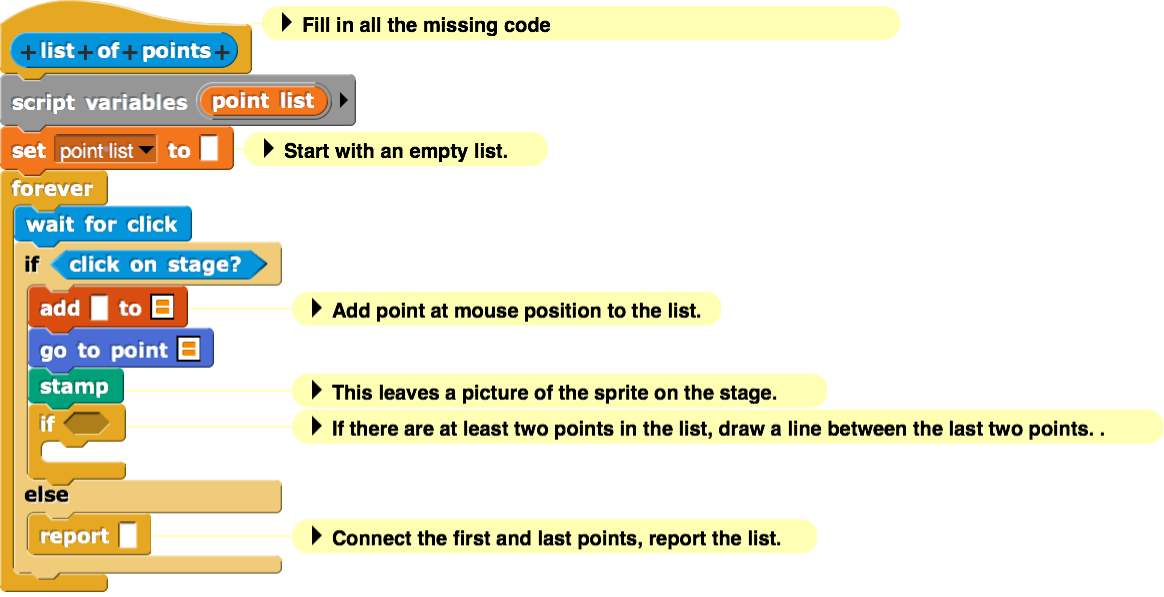 +list+of+points+
Fill in all the missing code
script variables point list
set point list to
Start with an empty list.
forever
wait for click
if click on stage?
add to
Add point at mouse position to the list.
go to point
stamp
This leaves a picture of the sprite on the stage.
if
If there are at least two points in the list, draw a line between the last two points. .
else
report
Connect the first and last points, report the list.